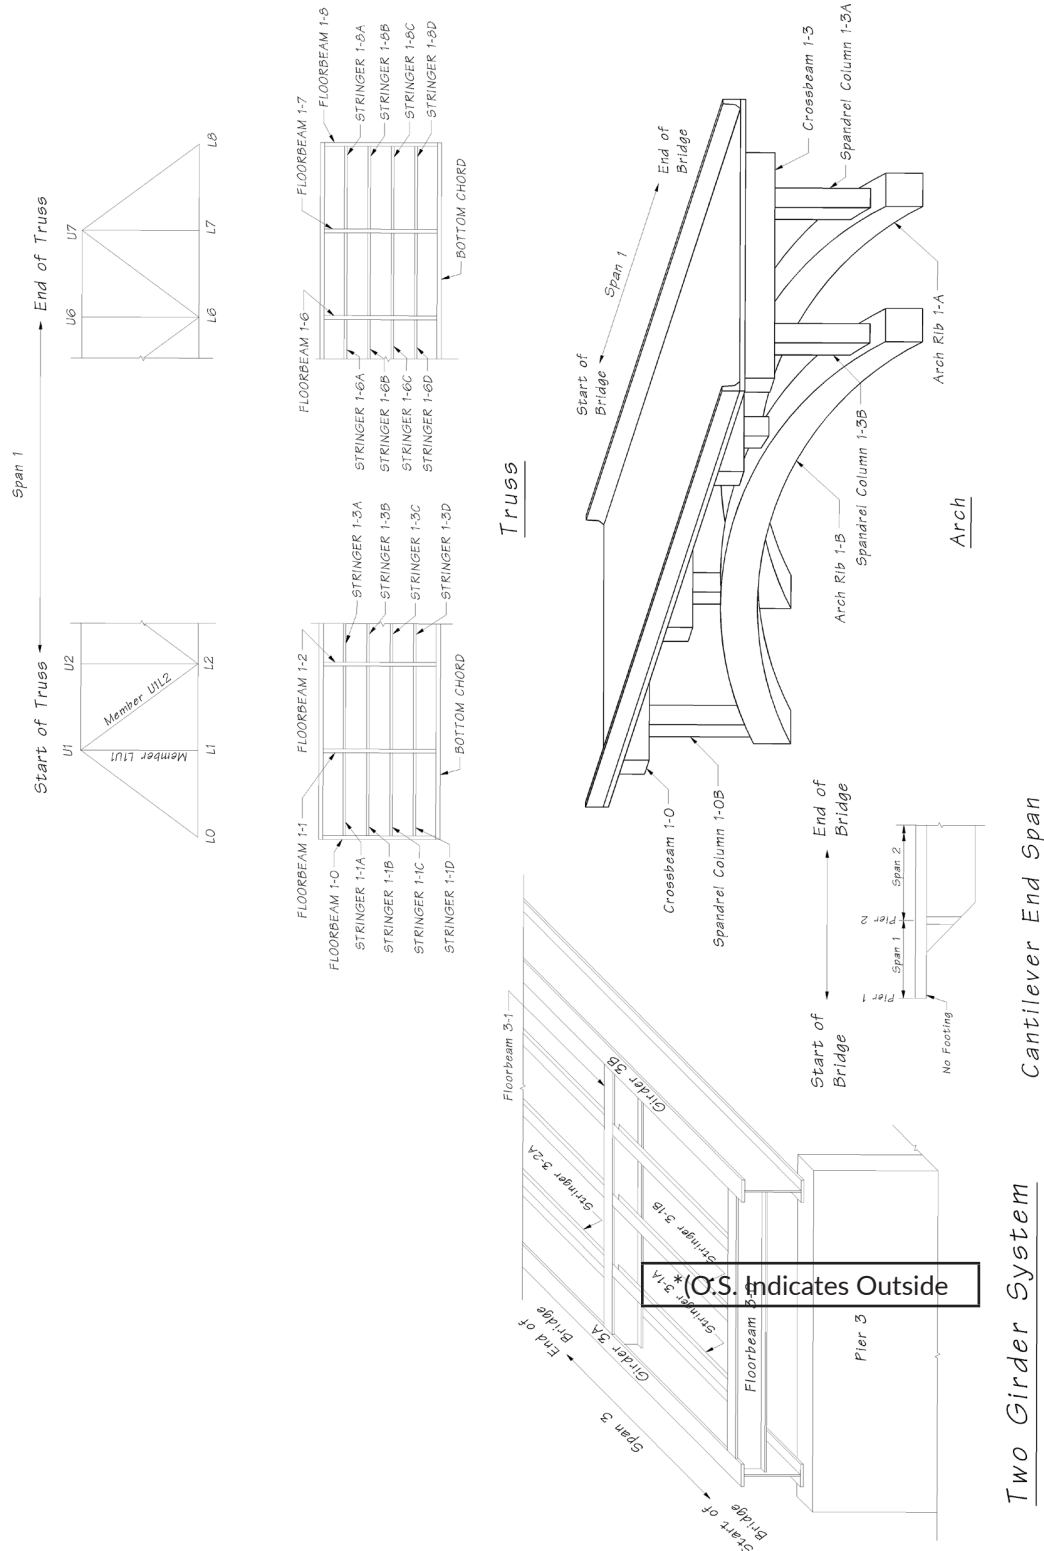 Span 1
Start of Truss
End of Truss
U1
U2
U6
U7
Member U1L2
Member L1U1
L0
L1
L2
L6
L7
L8
FLOORBEAM 1-1
FLOORBEAM 1-2
FLOORBEAM 1-6
FLOORBEAM 1-7
FLOORBEAM 1-0
FLOORBEAM 1-8
STRINGER 1-1A
STRINGER 1-3A
STRINGER 1-6A
STRINGER 1-8A
STRINGER 1-1B
STRINGER 1-3B
STRINGER 1-6B
STRINGER 1-8B
STRINGER 1-1C
STRINGER 1-3C
STRINGER 1-6C
STRINGER 1-8C
STRINGER 1-1D
STRINGER 1-3D
STRINGER 1-6D
STRINGER 1-8D
BOTTOM CHORD
BOTTOM CHORD
Truss
Floorbeam 3-1
Stringer 3-2A
Girder 3B
Stringer 3-1B
Stringer 3-1A
Girder 3A
End of
Bridge
Span 3
Start of
Bridge
Floorbeam 3-
Pier 3
*(O.S. Indicates Outside
Two Girder System
Start of
Bridge
End of
Bridge
Span 1
Crossbeam 1-3
Spandrel Column 1-3A
Crossbeam 1-0
Spandrel Column 1-0B
Arch Rib 1-B
Spandrel Column 1-3B
Arch Rib 1-A
Arch
Start of
Bridge
End of
Bridge
Pier 1
Span 1
Pier 2
Span 2
No Footing
Cantilever End Span